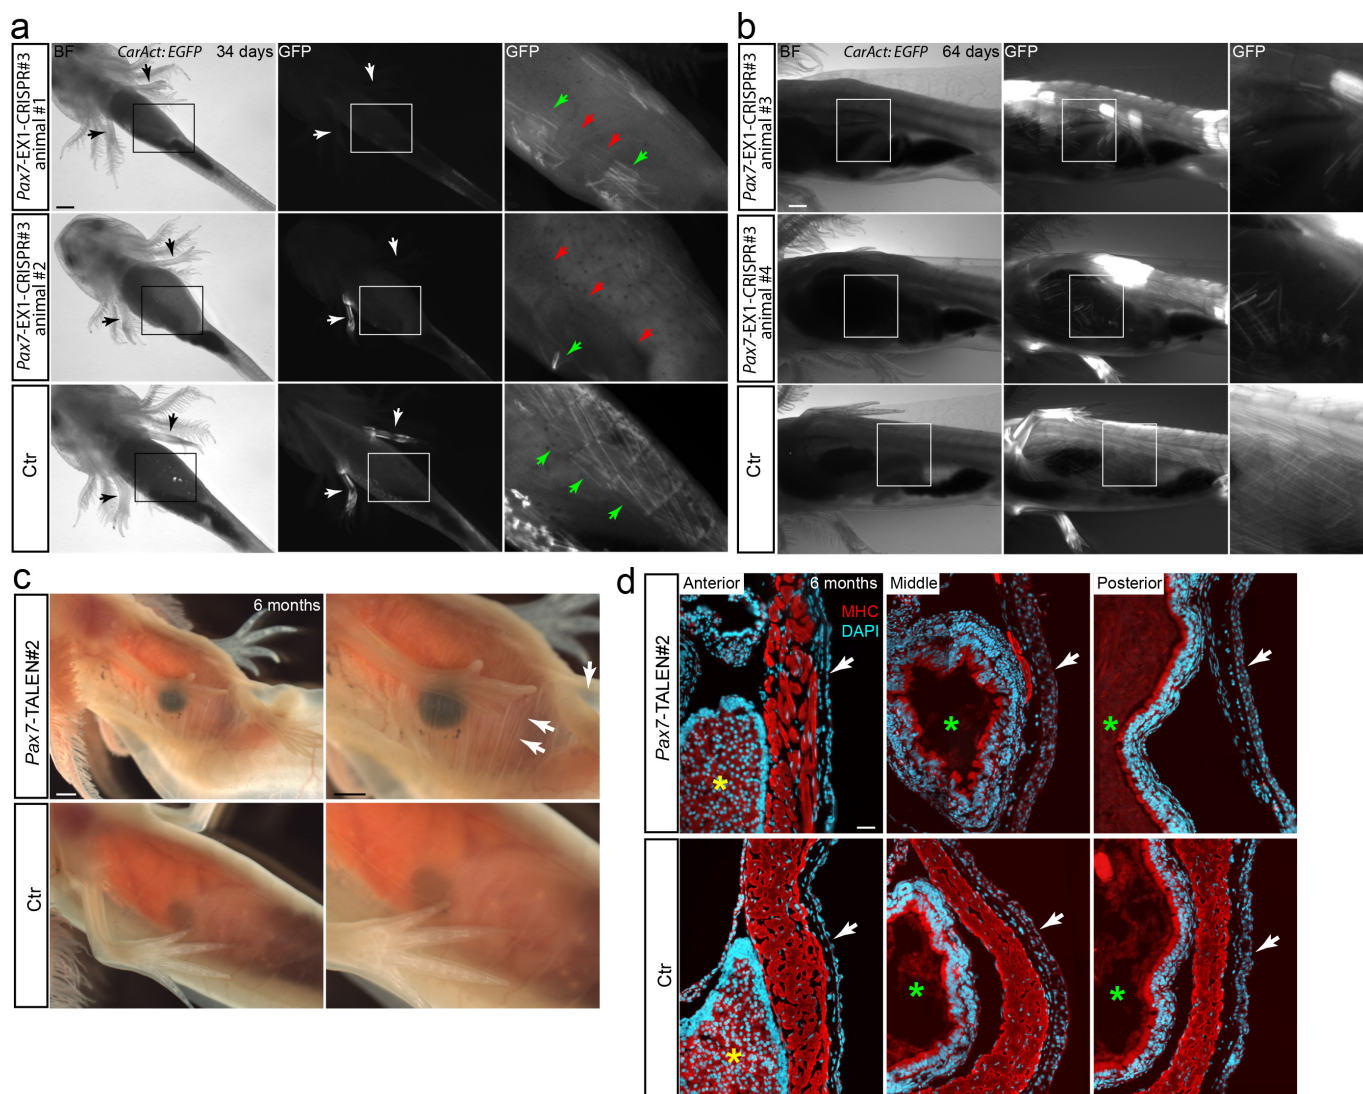 a
Pax7-EX1-CRISPR#3
animal #1
BF
CarAct: EGFP
34 days
GFP
GFP
Pax7-EX1-CRISPR#3
animal #2
Ctr
b
Pax7-EX1-CRISPR#3
animal #3
BF
CarAct: EGFP
64 days
GFP
GFP
Pax7-EX1-CRISPR#3
animal #4
Ctr
c
Pax7-TALEN#2
6 months
Ctr
d
Pax7-TALEN#2
Anterior
6 months
MHC
DAPI
Middle
Posterior
*
*
*
Ctr
*
*
*